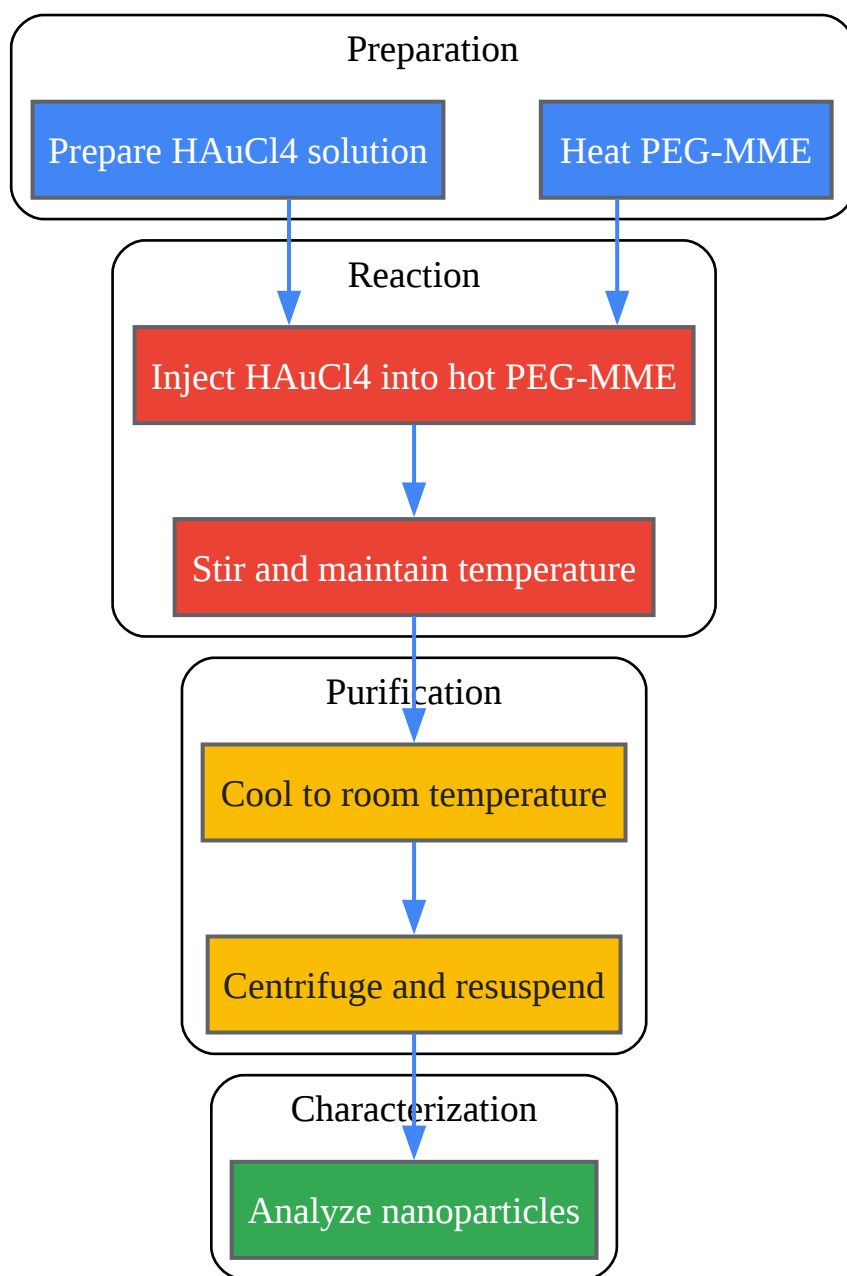 Preparation
Prepare HAuCl4 solution
Heat PEG-MME
Reaction
Inject HAuCl4 into hot PEG-MME
Stir and maintain temperature
Purification
Cool to room temperature
Centrifuge and resuspend
Characterization
Analyze nanoparticles